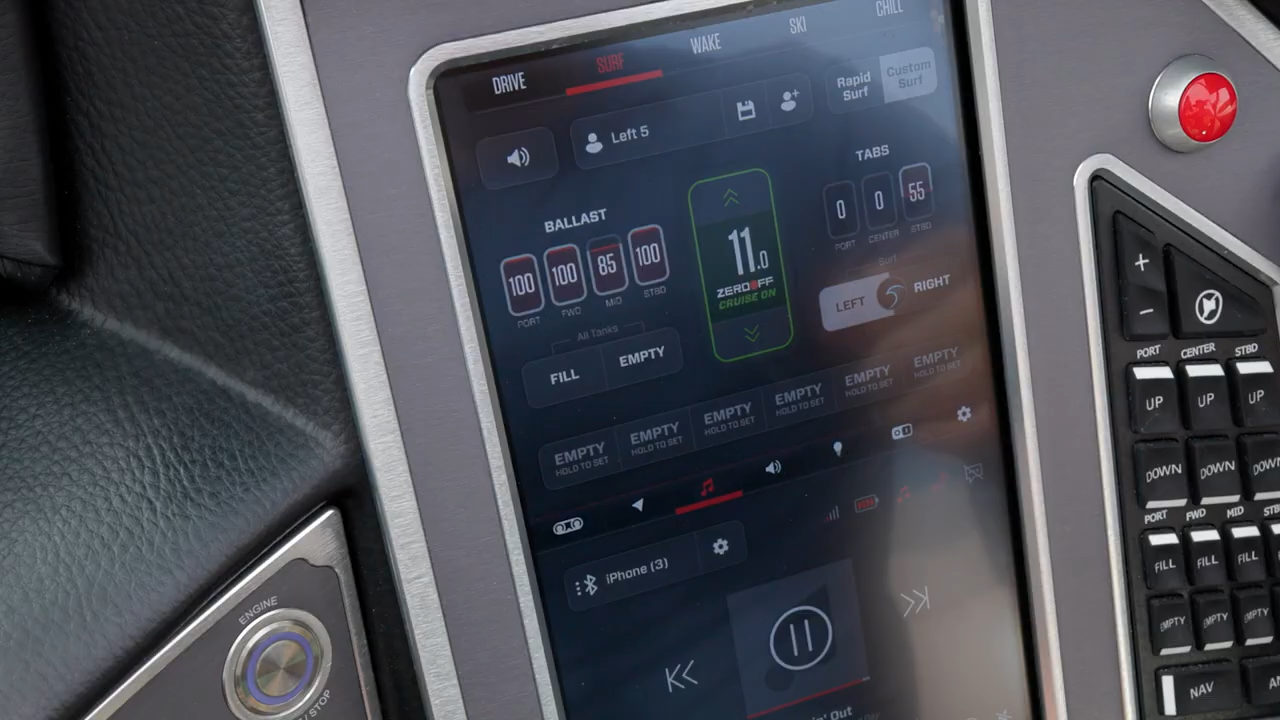 DRIVE SURF WAKE SKI CHILL
Left 5
Rapid Surf
Custom Surf
BALLAST
100 100 85 100
PORT FWD MID STBD
All Tanks
FILL EMPTY
11.0
ZEROOFF
CRUISE ON
TABS
0 0 55
PORT CENTER STBD
Surf
LEFT RIGHT
EMPTY EMPTY EMPTY EMPTY EMPTY EMPTY
HOLD TO SET HOLD TO SET HOLD TO SET HOLD TO SET HOLD TO SET HOLD TO SET
iPhone (3)
Out
ENGINE
/STOP
+
−
PORT CENTER STBD
UP UP UP
DOWN DOWN DOWN
PORT FWD MID
FILL FILL FILL
EMPTY EMPTY EMPTY
NAV